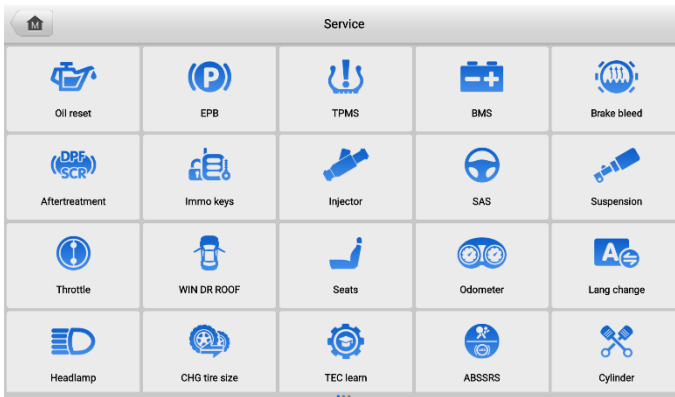 M
Service
Oil reset
P
EPB
TPMS
BMS
Brake bleed
DPF
SCR
Aftertreatment
Immo keys
Injector
SAS
Suspension
Throttle
WIN DR ROOF
Seats
Odometer
A
Lang change
Headlamp
CHG tire size
TEC learn
ABSSRS
Cylinder